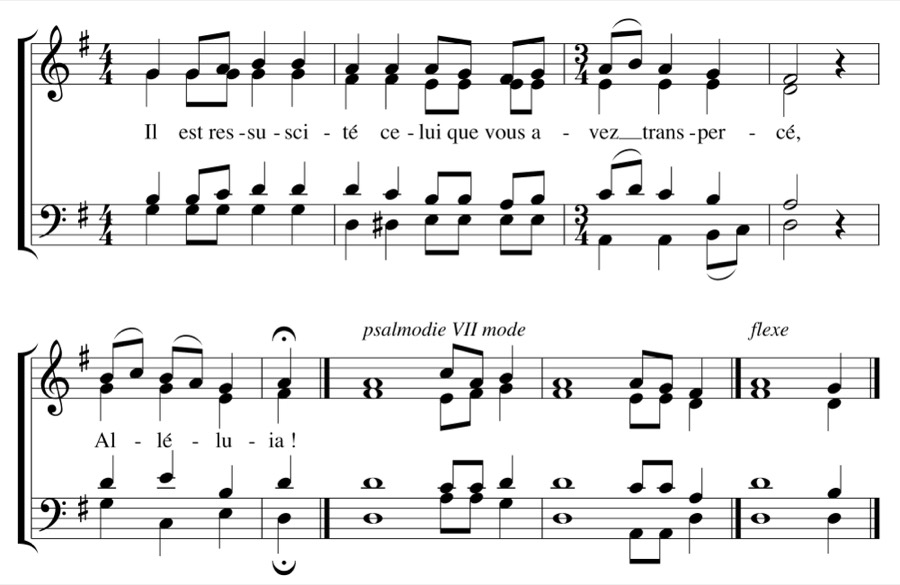 Il est res - su - sci - té ce - lui que vous a - vez__ trans - per - cé,
psalmodie VII mode flexe
Al - lé - lu - ia !